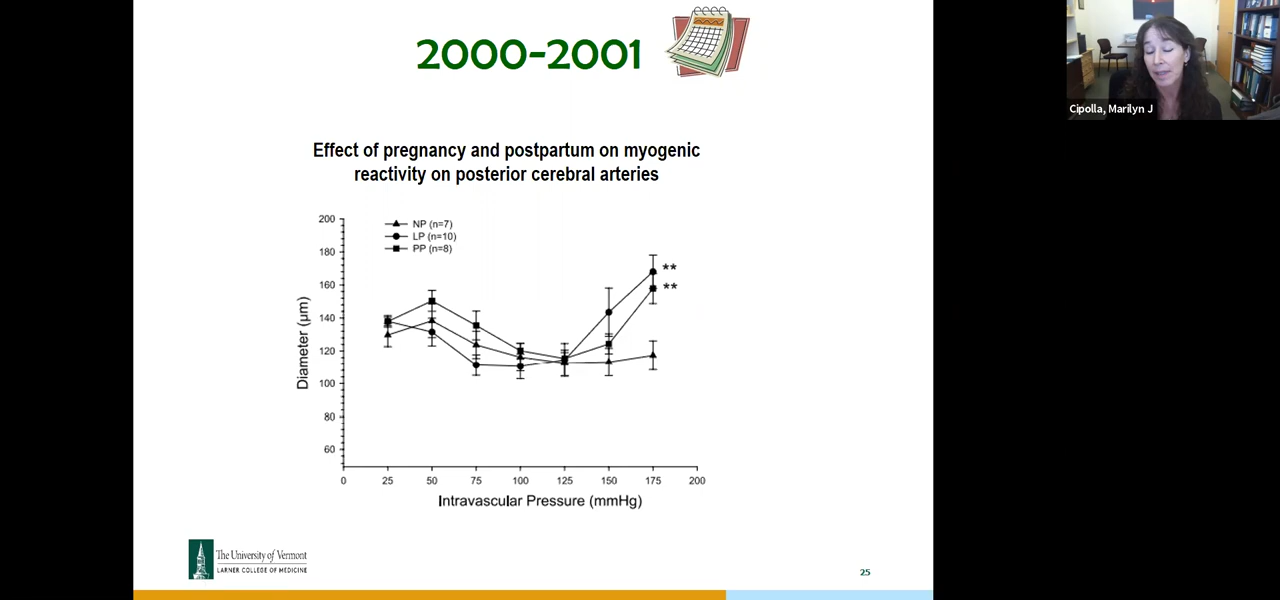 2000-2001
Cipolla, Marilyn J
Effect of pregnancy and postpartum on myogenic
reactivity on posterior cerebral arteries
NP (n=7)
LP (n=10)
PP (n=8)
200
180
160
140
120
100
80
60
Diameter (μm)
**
**
0 25 50 75 100 125 150 175 200
Intravascular Pressure (mmHg)
The University of Vermont
LARNER COLLEGE OF MEDICINE
25